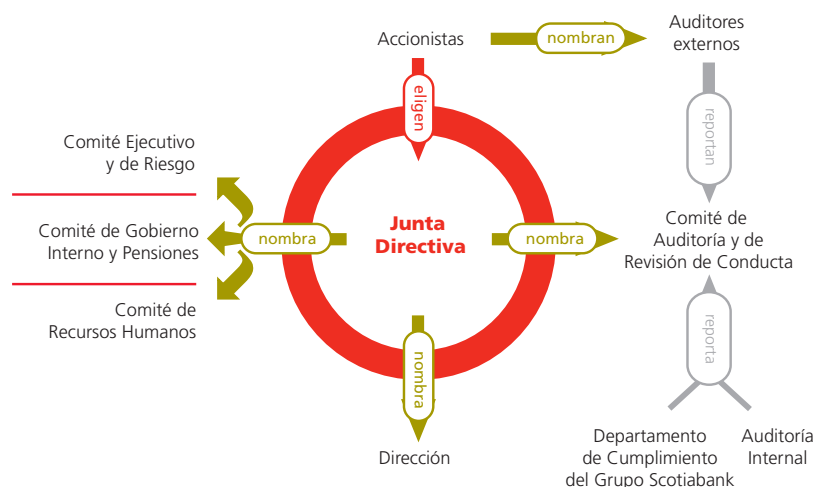 Accionistas
nombran
Auditores
externos
eligen
reportan
Comité Ejecutivo
y de Riesgo
Comité de Gobierno
Interno y Pensiones
Comité de
Recursos Humanos
nombra
Junta
Directiva
nombra
Comité de
Auditoría y de
Revisión de Conducta
nombra
reporta
Dirección
Departamento
de Cumplimiento
del Grupo Scotiabank
Auditoría
Internal